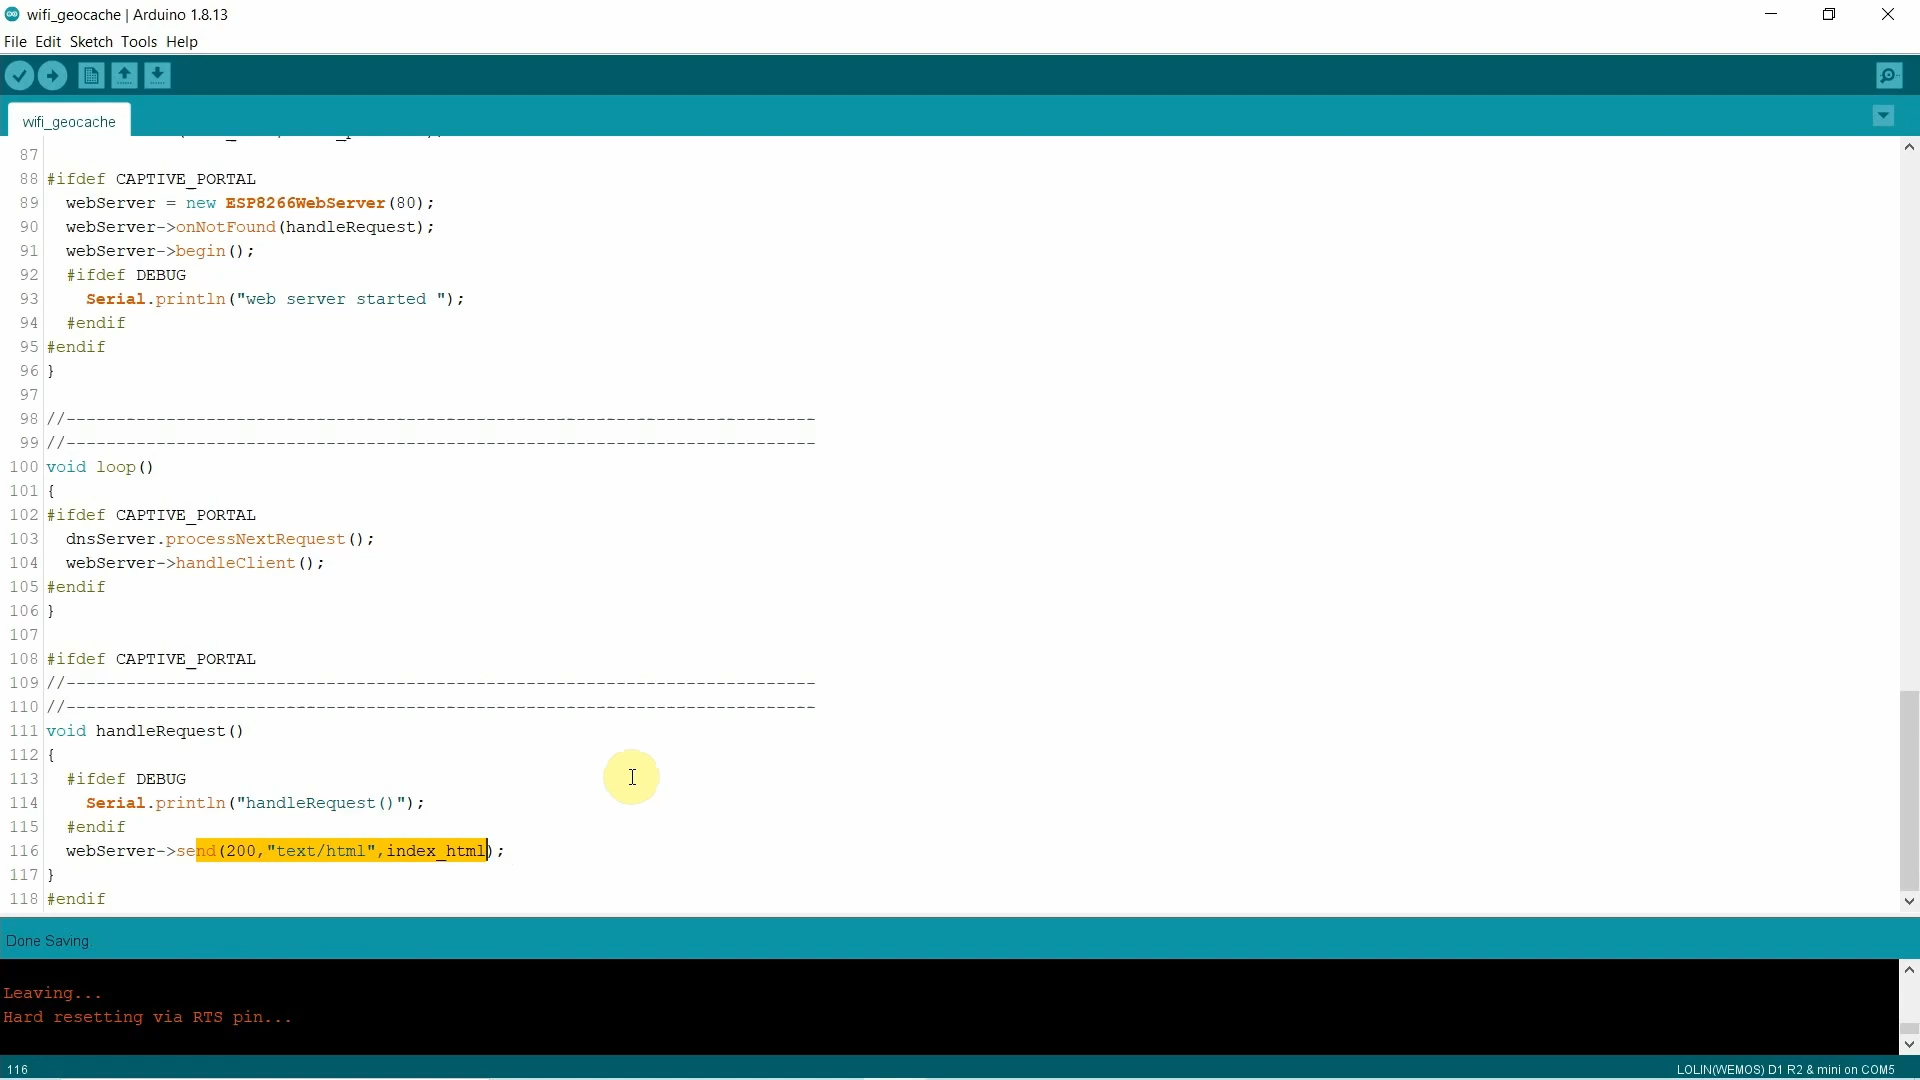 wifi_geocache | Arduino 1.8.13
File Edit Sketch Tools Help
wifi_geocache
87
88 #ifdef CAPTIVE_PORTAL
89   webServer = new ESP8266WebServer(80);
90   webServer->onNotFound(handleRequest);
91   webServer->begin();
92   #ifdef DEBUG
93     Serial.println("web server started ");
94   #endif
95 #endif
96 }
97
98 //---------------------------------------------------------------------------
99 //---------------------------------------------------------------------------
100 void loop()
101 {
102 #ifdef CAPTIVE_PORTAL
103   dnsServer.processNextRequest();
104   webServer->handleClient();
105 #endif
106 }
107
108 #ifdef CAPTIVE_PORTAL
109 //---------------------------------------------------------------------------
110 //---------------------------------------------------------------------------
111 void handleRequest()
112 {
113   #ifdef DEBUG
114     Serial.println("handleRequest()");
115   #endif
116   webServer->send(200,"text/html",index_html);
117 }
118 #endif
Done Saving
Leaving...
Hard resetting via RTS pin...
116
LOLIN(WEMOS) D1 R2 & mini on COM5